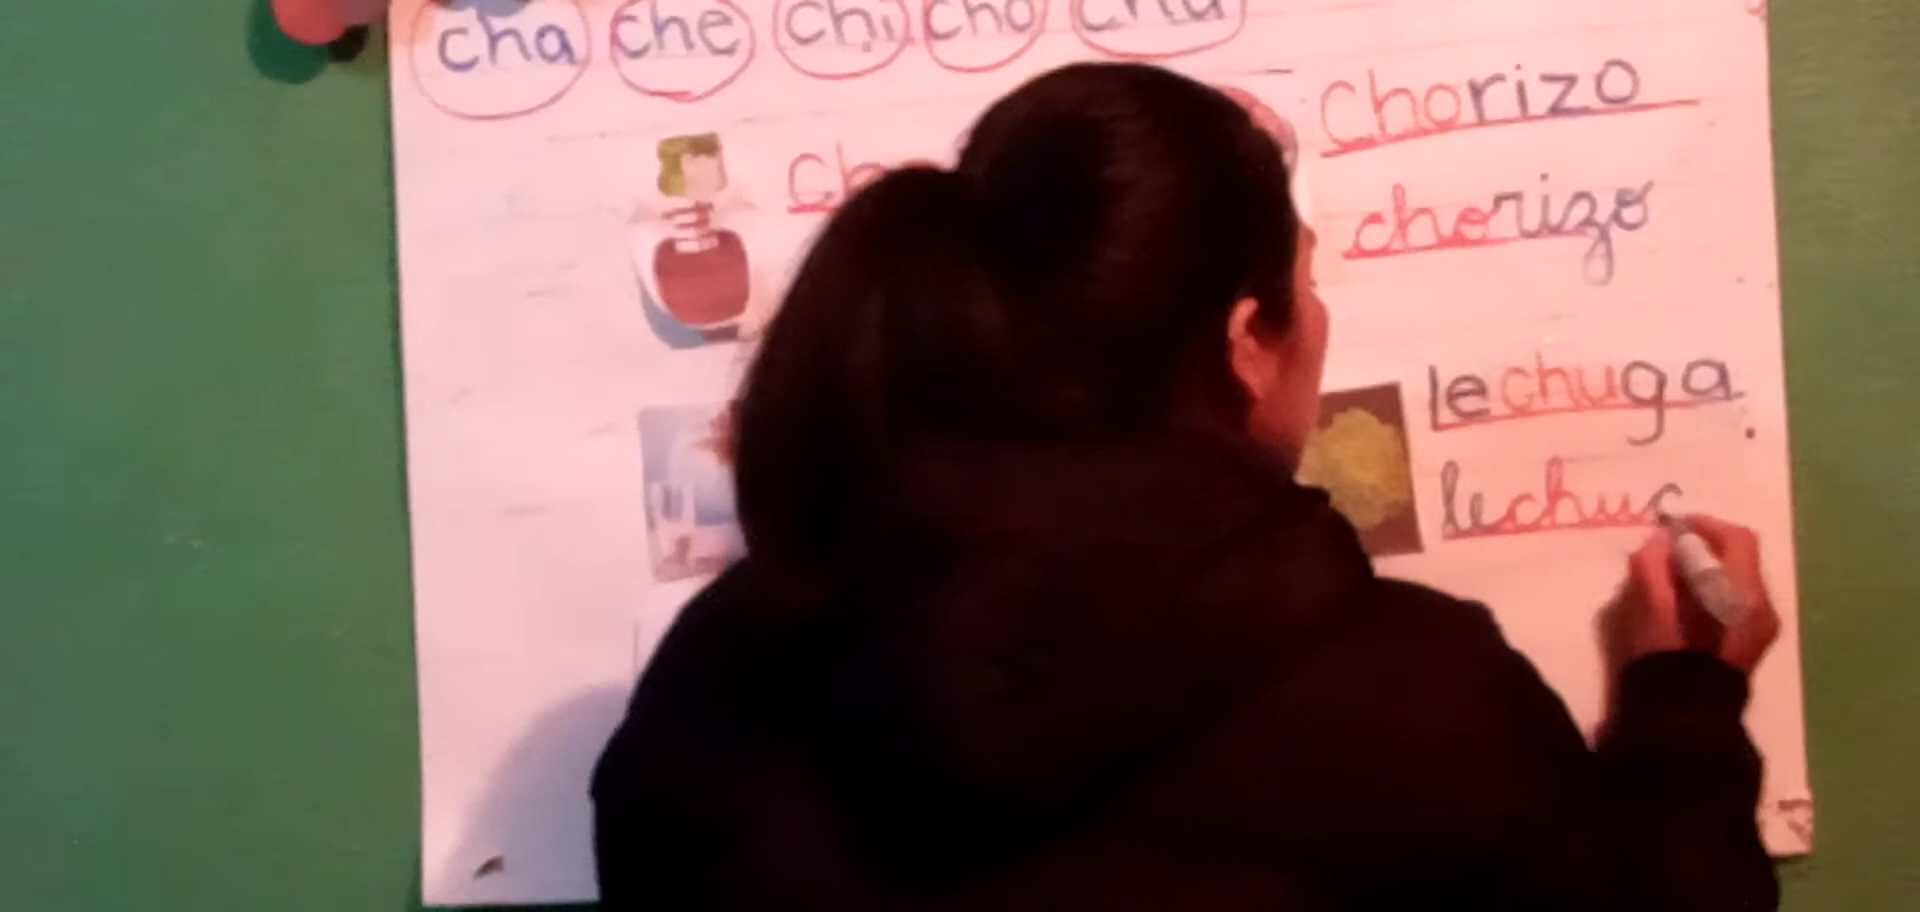 cha che chi cho chu
Chorizo
chorizo
lechuga
lechu